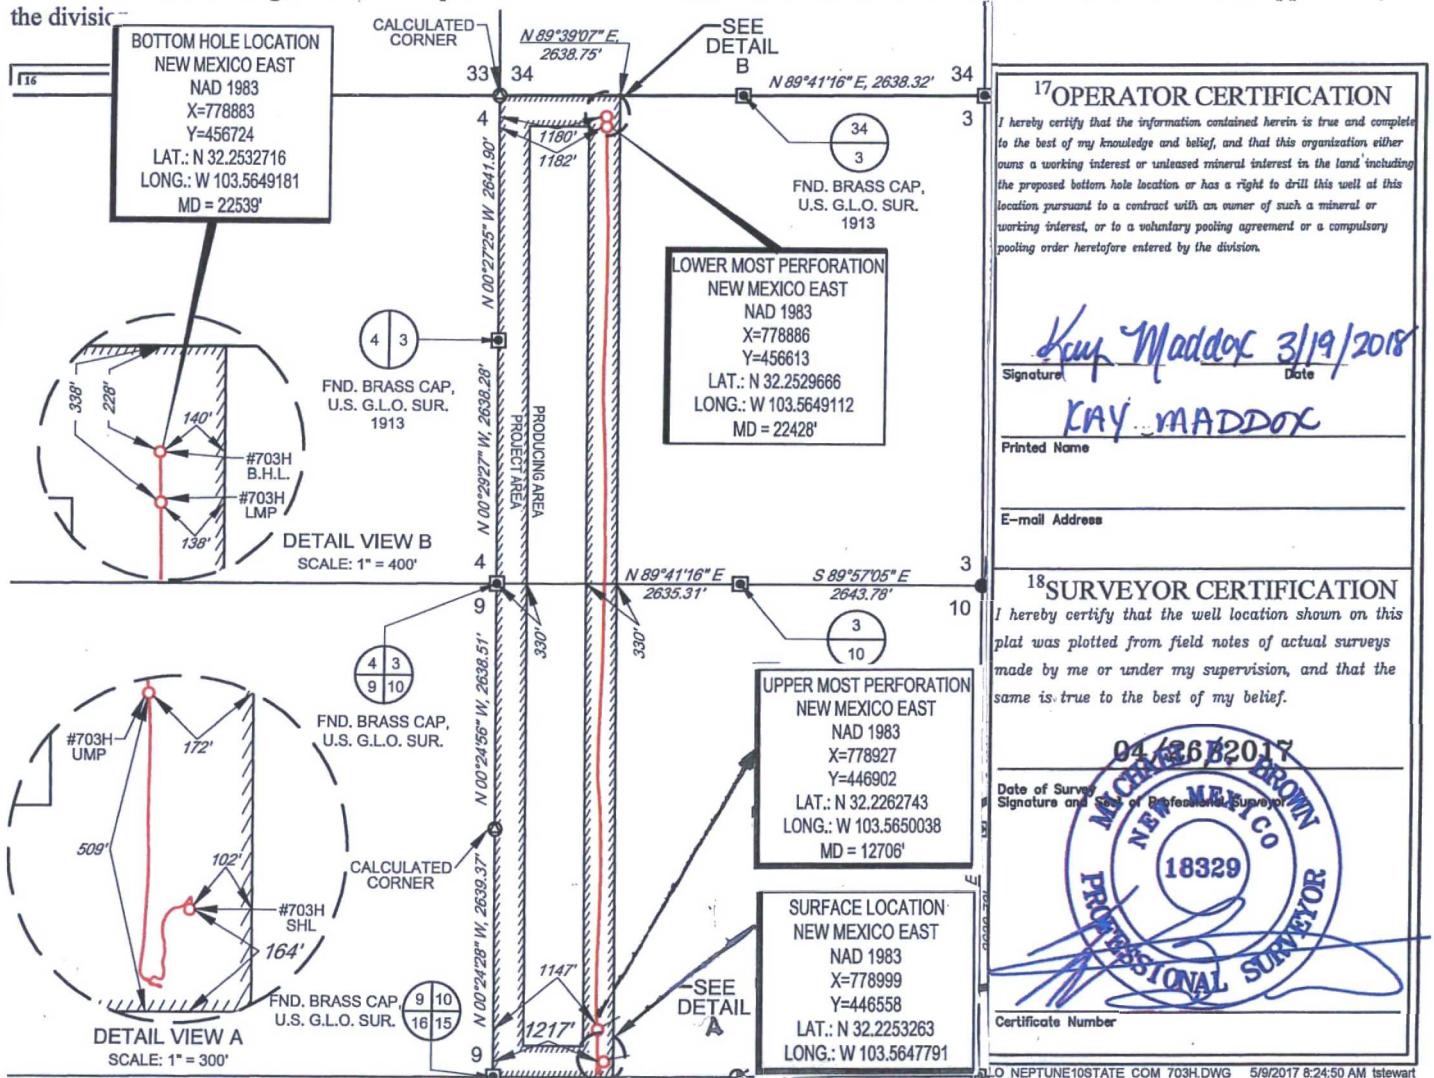 the divisio
16
BOTTOM HOLE LOCATION
NEW MEXICO EAST
NAD 1983
X=778883
Y=456724
LAT.: N 32.2532716
LONG.: W 103.5649181
MD = 22539'
CALCULATED
CORNER
N 89°39'07" E,
2638.75'
SEE
DETAIL
B
33 34
N 89°41'16" E, 2638.32'
34
4
3
1180'
1182'
34
3
FND. BRASS CAP,
U.S. G.L.O. SUR.
1913
N 00°27'25" W, 2641.90'
LOWER MOST PERFORATION
NEW MEXICO EAST
NAD 1983
X=778886
Y=456613
LAT.: N 32.2529666
LONG.: W 103.5649112
MD = 22428'
4 3
FND. BRASS CAP,
U.S. G.L.O. SUR.
1913
N 00°29'27" W, 2638.28'
PROJECT AREA
PRODUCING AREA
338'
228'
140'
#703H
B.H.L.
#703H
LMP
138'
DETAIL VIEW B
SCALE: 1" = 400'
4
9
N 89°41'16" E
2635.31'
S 89°57'05" E
2643.78'
3
10
330'
330'
3
10
4 3
9 10
FND. BRASS CAP,
U.S. G.L.O. SUR.
N 00°24'56" W, 2638.51'
UPPER MOST PERFORATION
NEW MEXICO EAST
NAD 1983
X=778927
Y=446902
LAT.: N 32.2262743
LONG.: W 103.5650038
MD = 12706'
#703H
UMP
172'
509'
102'
#703H
SHL
164'
DETAIL VIEW A
SCALE: 1" = 300'
CALCULATED
CORNER
N 00°24'28" W, 2639.37'
FND. BRASS CAP,
U.S. G.L.O. SUR.
9 10
16 15
1147'
1217'
9
SEE
DETAIL
A
SURFACE LOCATION
NEW MEXICO EAST
NAD 1983
X=778999
Y=446558
LAT.: N 32.2253263
LONG.: W 103.5647791
17 OPERATOR CERTIFICATION
I hereby certify that the information contained herein is true and complete
to the best of my knowledge and belief, and that this organization either
owns a working interest or unleased mineral interest in the land including
the proposed bottom hole location or has a right to drill this well at this
location pursuant to a contract with an owner of such a mineral or
working interest, or to a voluntary pooling agreement or a compulsory
pooling order heretofore entered by the division.
Kay Maddox 3/19/2018
Signature Date
KAY MADDOX
Printed Name
E-mail Address
18 SURVEYOR CERTIFICATION
I hereby certify that the well location shown on this
plat was plotted from field notes of actual surveys
made by me or under my supervision, and that the
same is true to the best of my belief.
04/26/2017
Date of Survey
Signature and Seal of Professional Surveyor
MICHAEL B. BROWN
NEW MEXICO
18329
PROFESSIONAL SURVEYOR
Certificate Number
O_NEPTUNE10STATE_COM_703H.DWG 5/9/2017 8:24:50 AM tstewart